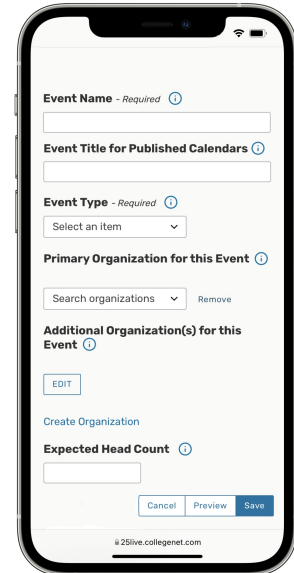 Event Name - Required
Event Title for Published Calendars
Event Type - Required
Select an item
Primary Organization for this Event
Search organizations Remove
Additional Organization(s) for this
Event
EDIT
Create Organization
Expected Head Count
Cancel Preview Save
25live.collegenet.com